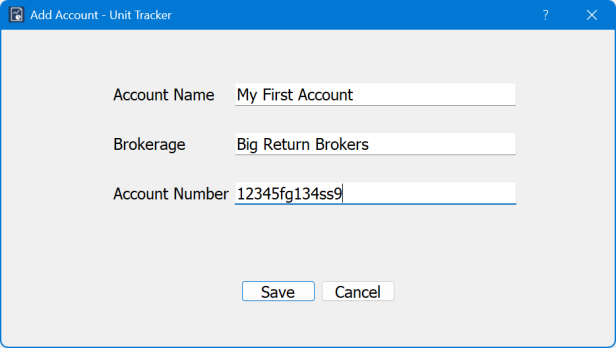 Add Account - Unit Tracker ?
Account Name My First Account
Brokerage Big Return Brokers
Account Number 12345fg134ss9
Save Cancel